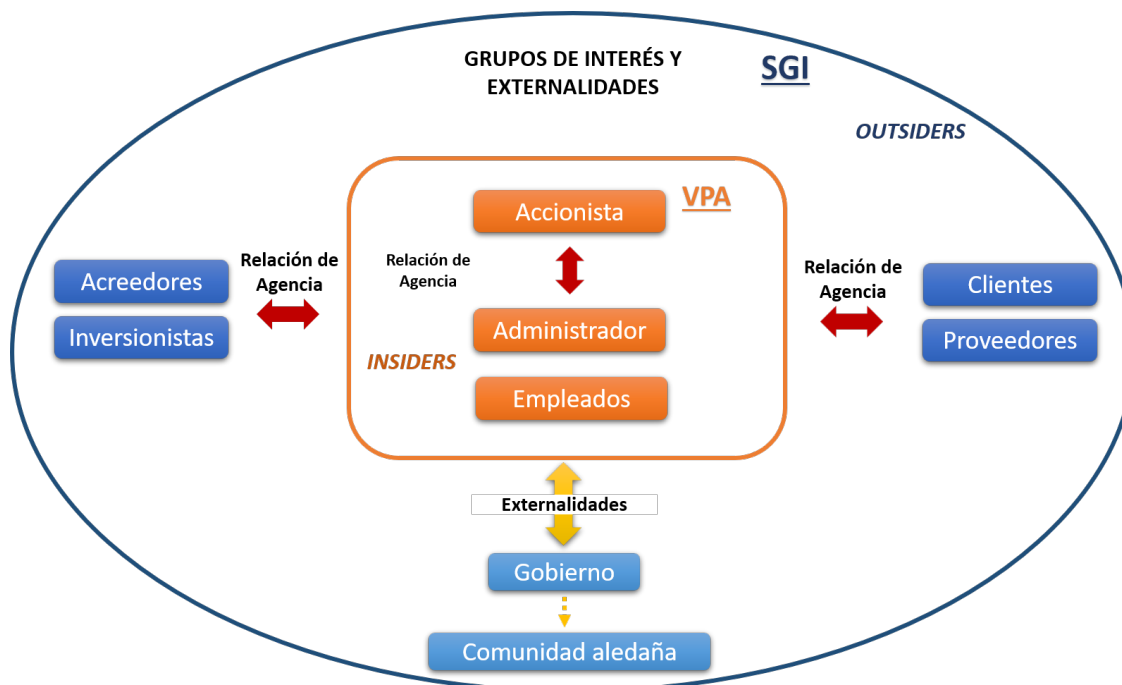 GRUPOS DE INTERÉS Y
EXTERNALIDADES
SGI
OUTSIDERS
VPA
Accionista
Relación de
Agencia
Relación de
Agencia
Relación de
Agencia
Acreedores
Inversionistas
Clientes
Proveedores
Administrador
INSIDERS
Empleados
Externalidades
Gobierno
Comunidad aledaña